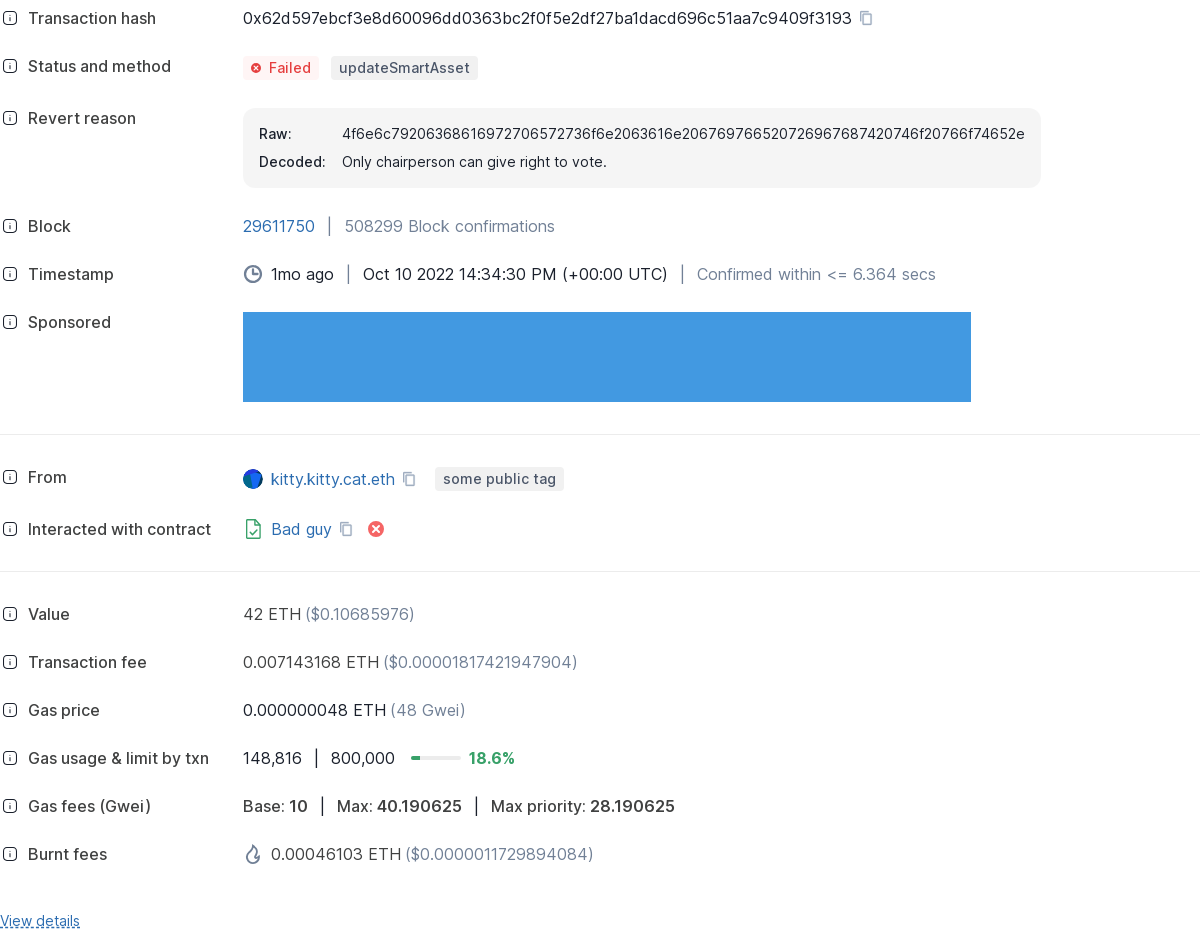 Transaction hash 0x62d597ebcf3e8d60096dd0363bc2f0f5e2df27ba1dacd696c51aa7c9409f3193
Status and method Failed updateSmartAsset
Revert reason
Raw: 4f6e6c79206368616972706572736f6e2063616e206769766520726967687420746f20766f74652e
Decoded: Only chairperson can give right to vote.
Block 29611750 | 508299 Block confirmations
Timestamp 1mo ago | Oct 10 2022 14:34:30 PM (+00:00 UTC) | Confirmed within <= 6.364 secs
Sponsored
From kitty.kitty.cat.eth some public tag
Interacted with contract Bad guy
Value 42 ETH ($0.10685976)
Transaction fee 0.007143168 ETH ($0.00001817421947904)
Gas price 0.000000048 ETH (48 Gwei)
Gas usage & limit by txn 148,816 | 800,000 18.6%
Gas fees (Gwei) Base: 10 | Max: 40.190625 | Max priority: 28.190625
Burnt fees 0.00046103 ETH ($0.0000011729894084)
View details